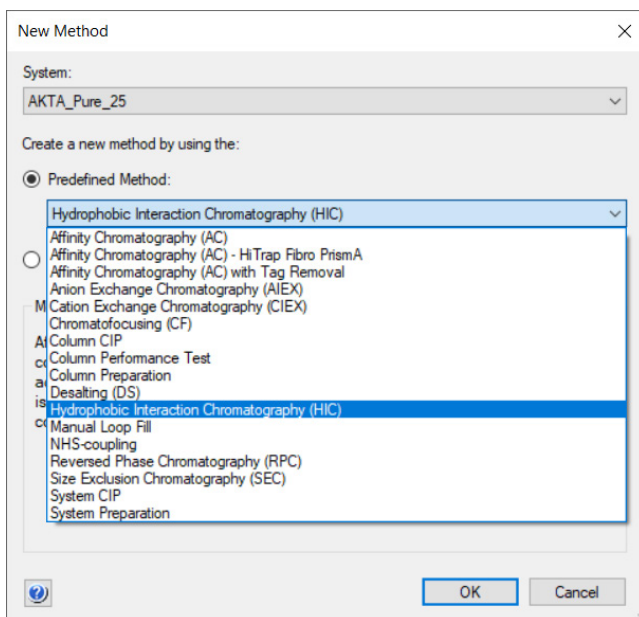 New Method
System:
AKTA_Pure_25
Create a new method by using the:
Predefined Method:
Hydrophobic Interaction Chromatography (HIC)
Affinity Chromatography (AC)
Affinity Chromatography (AC) - HiTrap Fibro PrismA
Affinity Chromatography (AC) with Tag Removal
Anion Exchange Chromatography (AIEX)
Cation Exchange Chromatography (CIEX)
Chromatofocusing (CF)
Column CIP
Column Performance Test
Column Preparation
Desalting (DS)
Hydrophobic Interaction Chromatography (HIC)
Manual Loop Fill
NHS-coupling
Reversed Phase Chromatography (RPC)
Size Exclusion Chromatography (SEC)
System CIP
System Preparation
OK
Cancel